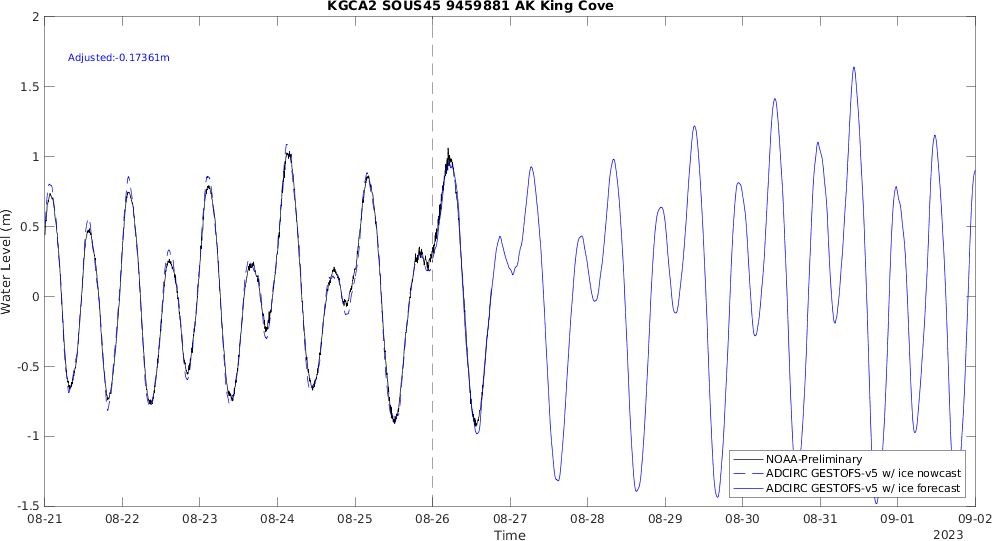 KGCA2 SOUS45 9459881 AK King Cove
Adjusted:-0.17361m
Water Level (m)
2
1.5
1
0.5
0
-0.5
-1
-1.5
NOAA-Preliminary
ADCIRC GESTOFS-v5 w/ ice nowcast
ADCIRC GESTOFS-v5 w/ ice forecast
08-21 08-22 08-23 08-24 08-25 08-26 08-27 08-28 08-29 08-30 08-31 09-01 09-02
Time
2023